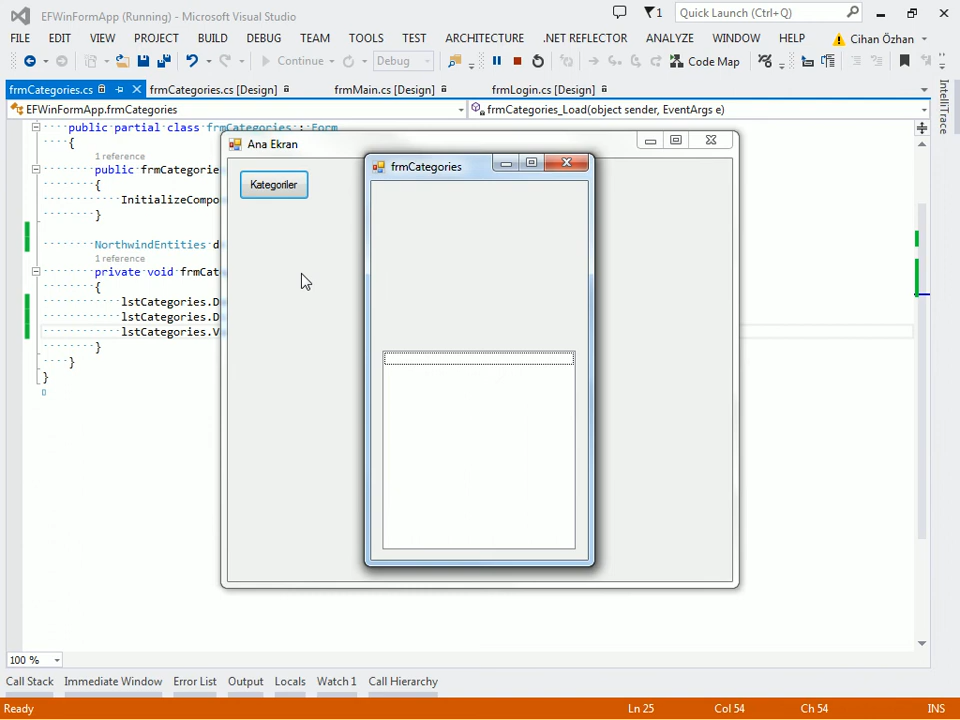 EFWinFormApp (Running) - Microsoft Visual Studio
1
Quick Launch (Ctrl+Q)
FILE EDIT VIEW PROJECT BUILD DEBUG TEAM TOOLS TEST ARCHITECTURE .NET REFLECTOR ANALYZE WINDOW HELP Cihan Özhan
Continue Debug Code Map
frmCategories.cs frmCategories.cs [Design] frmMain.cs [Design] frmLogin.cs [Design]
EFWinFormApp.frmCategories frmCategories_Load(object sender, EventArgs e)
public partial class frmCategories : Form
{
1 reference
public frmCategorie
{
InitializeCompo
}
NorthwindEntities d
1 reference
private void frmCat
{
lstCategories.D
lstCategories.D
lstCategories.V
}
}
}
Ana Ekran
Kategoriler
frmCategories
IntelliTrace
100 %
Call Stack Immediate Window Error List Output Locals Watch 1 Call Hierarchy
Ready Ln 25 Col 54 Ch 54 INS